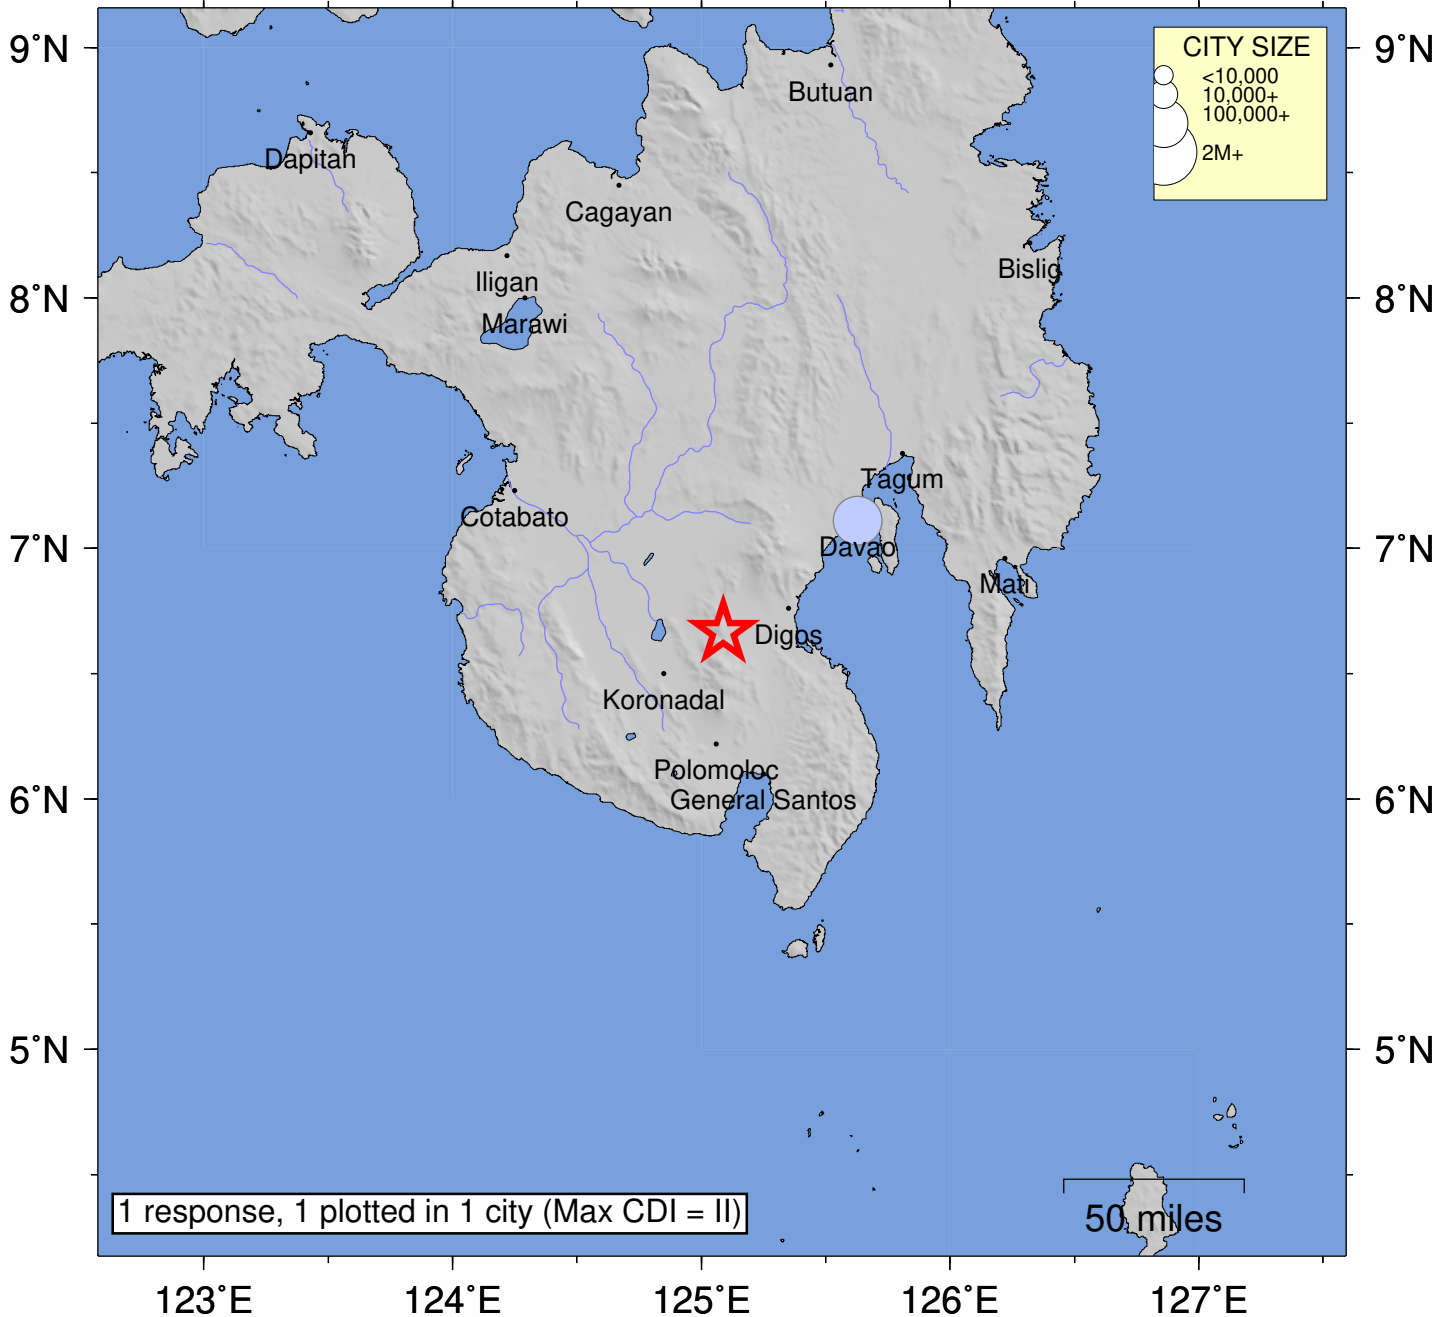 9°N
9°N
CITY SIZE
<10,000
10,000+
100,000+
2M+
Butuan
Dapitan
Cagayan
Bislig
Iligan
8°N
8°N
Marawi
Tagum
Cotabato
7°N
Davao
7°N
Mati
Digos
Koronadal
Polomoloc
6°N
General Santos
6°N
5°N
5°N
1 response, 1 plotted in 1 city (Max CDI = II)
50 miles
123°E
124°E
125°E
126°E
127°E